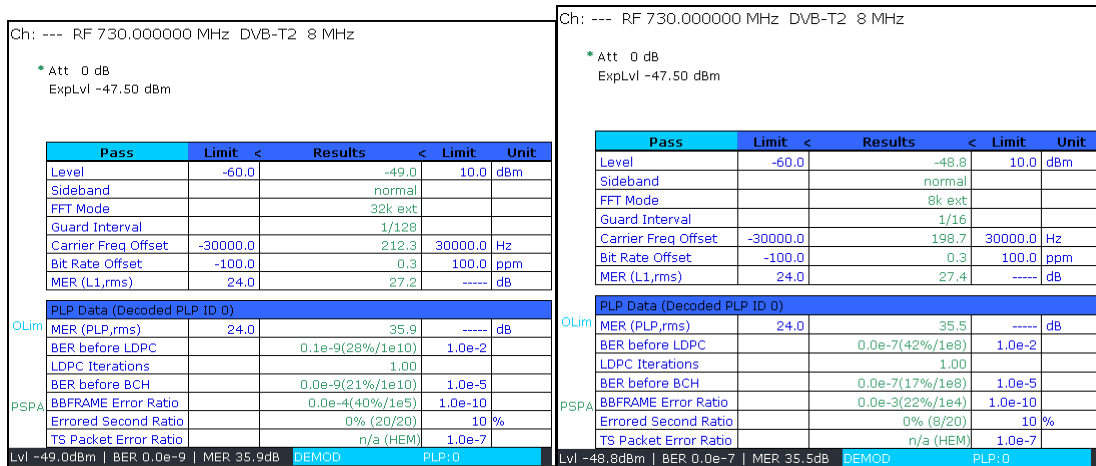 Ch: --- RF 730.000000 MHz DVB-T2 8 MHz
* Att 0 dB
ExpLvl -47.50 dBm
Pass Limit < Results < Limit Unit
Level -60.0 -49.0 10.0 dBm
Sideband normal
FFT Mode 32k ext
Guard Interval 1/128
Carrier Freq Offset -30000.0 212.3 30000.0 Hz
Bit Rate Offset -100.0 0.3 100.0 ppm
MER (L1,rms) 24.0 27.2 ----- dB
PLP Data (Decoded PLP ID 0)
OLim MER (PLP,rms) 24.0 35.9 ----- dB
BER before LDPC 0.1e-9(28%/1e10) 1.0e-2
LDPC Iterations 1.00
BER before BCH 0.0e-9(21%/1e10) 1.0e-5
PSPA BBFRAME Error Ratio 0.0e-4(40%/1e5) 1.0e-10
Errored Second Ratio 0% (20/20) 10 %
TS Packet Error Ratio n/a (HEM) 1.0e-7
Lvl -49.0dBm | BER 0.0e-9 | MER 35.9dB DEMOD PLP:0
Ch: --- RF 730.000000 MHz DVB-T2 8 MHz
* Att 0 dB
ExpLvl -47.50 dBm
Pass Limit < Results < Limit Unit
Level -60.0 -48.8 10.0 dBm
Sideband normal
FFT Mode 8k ext
Guard Interval 1/16
Carrier Freq Offset -30000.0 198.7 30000.0 Hz
Bit Rate Offset -100.0 0.3 100.0 ppm
MER (L1,rms) 24.0 27.4 ----- dB
PLP Data (Decoded PLP ID 0)
OLim MER (PLP,rms) 24.0 35.5 ----- dB
BER before LDPC 0.0e-7(42%/1e8) 1.0e-2
LDPC Iterations 1.00
BER before BCH 0.0e-7(17%/1e8) 1.0e-5
PSPA BBFRAME Error Ratio 0.0e-3(22%/1e4) 1.0e-10
Errored Second Ratio 0% (8/20) 10 %
TS Packet Error Ratio n/a (HEM) 1.0e-7
Lvl -48.8dBm | BER 0.0e-7 | MER 35.5dB DEMOD PLP:0